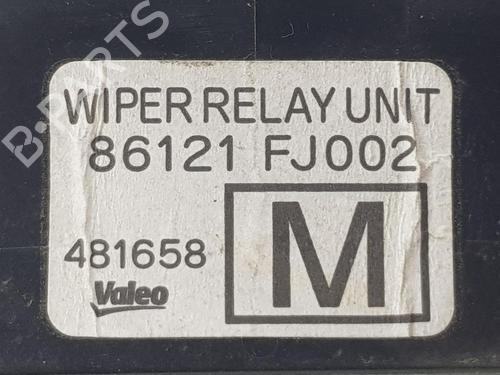 WIPER RELAY UNIT
86121 FJ002
481658
M
Valeo
B-PARTS